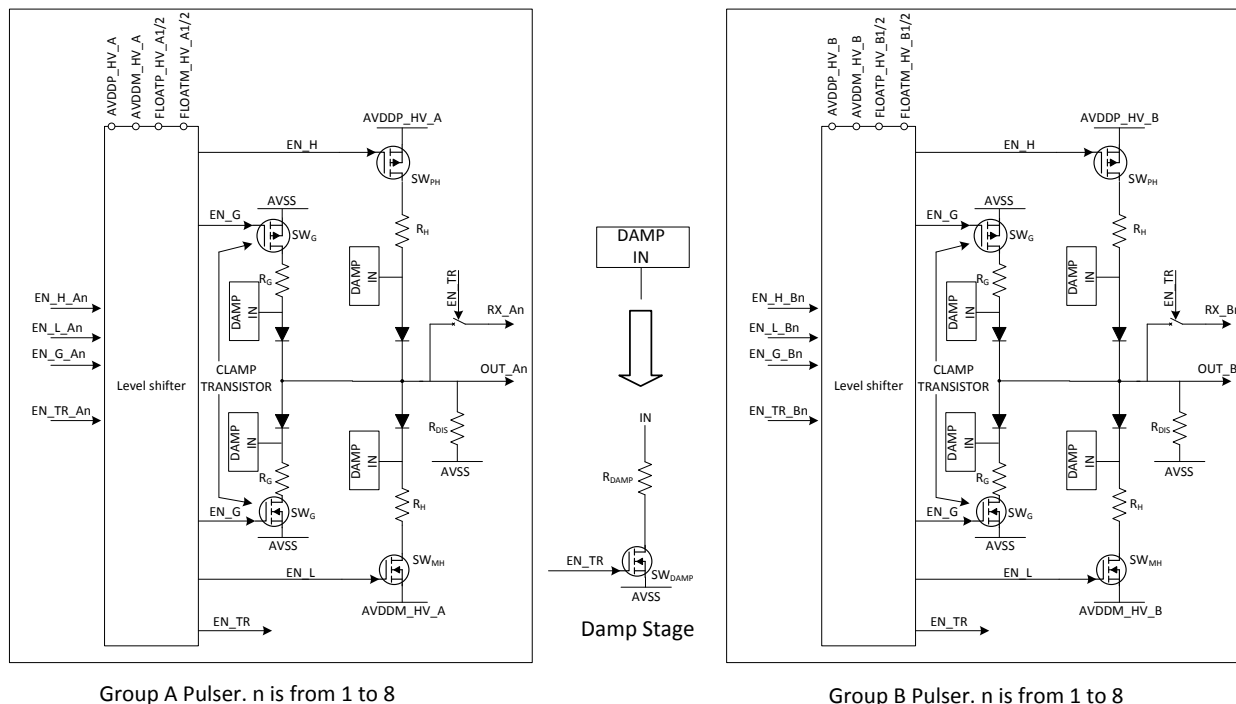 AVDDP_HV_A
AVDDM_HV_A
FLOATP_HV_A1/2
FLOATM_HV_A1/2
AVDDP_HV_A
EN_H
SWPH
AVSS
EN_G
SWG
RH
RG
DAMP
IN
DAMP
IN
EN_TR
EN_H_An
EN_L_An
EN_G_An
EN_TR_An
Level shifter
CLAMP
TRANSISTOR
RX_An
OUT_An
DAMP
IN
DAMP
IN
RDIS
AVSS
RG
RH
EN_G
SWG
AVSS
SWMH
EN_L
AVDDM_HV_A
EN_TR
Group A Pulser. n is from 1 to 8
DAMP
IN
IN
RDAMP
EN_TR
SWDAMP
AVSS
Damp Stage
AVDDP_HV_B
AVDDM_HV_B
FLOATP_HV_B1/2
FLOATM_HV_B1/2
AVDDP_HV_B
EN_H
SWPH
AVSS
EN_G
SWG
RH
RG
DAMP
IN
DAMP
IN
EN_TR
EN_H_Bn
EN_L_Bn
EN_G_Bn
EN_TR_Bn
Level shifter
CLAMP
TRANSISTOR
RX_Bn
OUT_B
DAMP
IN
DAMP
IN
RDIS
AVSS
RG
RH
EN_G
SWG
AVSS
SWMH
EN_L
AVDDM_HV_B
EN_TR
Group B Pulser. n is from 1 to 8